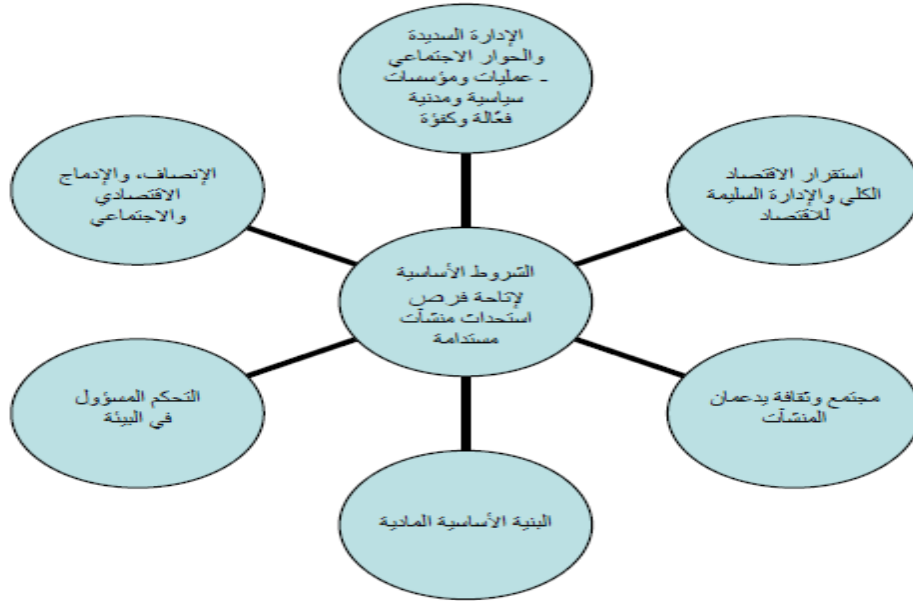 الإدارة السديدة
والحوار الاجتماعي
- عمليات ومؤسسات
سياسية ومدنية
فعّالة وكفؤة
استقرار الاقتصاد
الكلي والإدارة السليمة
للاقتصاد
الإنصاف، والإدماج
الاقتصادي
والاجتماعي
الشروط الأساسية
لإتاحة فرص
استحداث منشآت
مستدامة
مجتمع وثقافة يدعمان
المنشآت
التحكم المسؤول
في البيئة
البنية الأساسية المادية